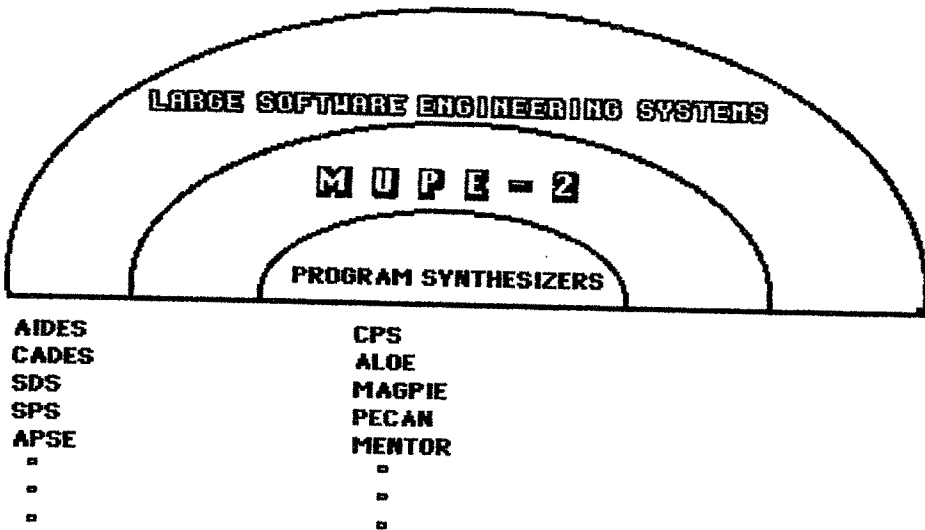 LARGE SOFTWARE ENGINEERING SYSTEMS
MUPE-2
PROGRAM SYNTHESIZERS
AIDES
CADES
SDS
SPS
APSE
CPS
ALOE
MAGPIE
PECAN
MENTOR